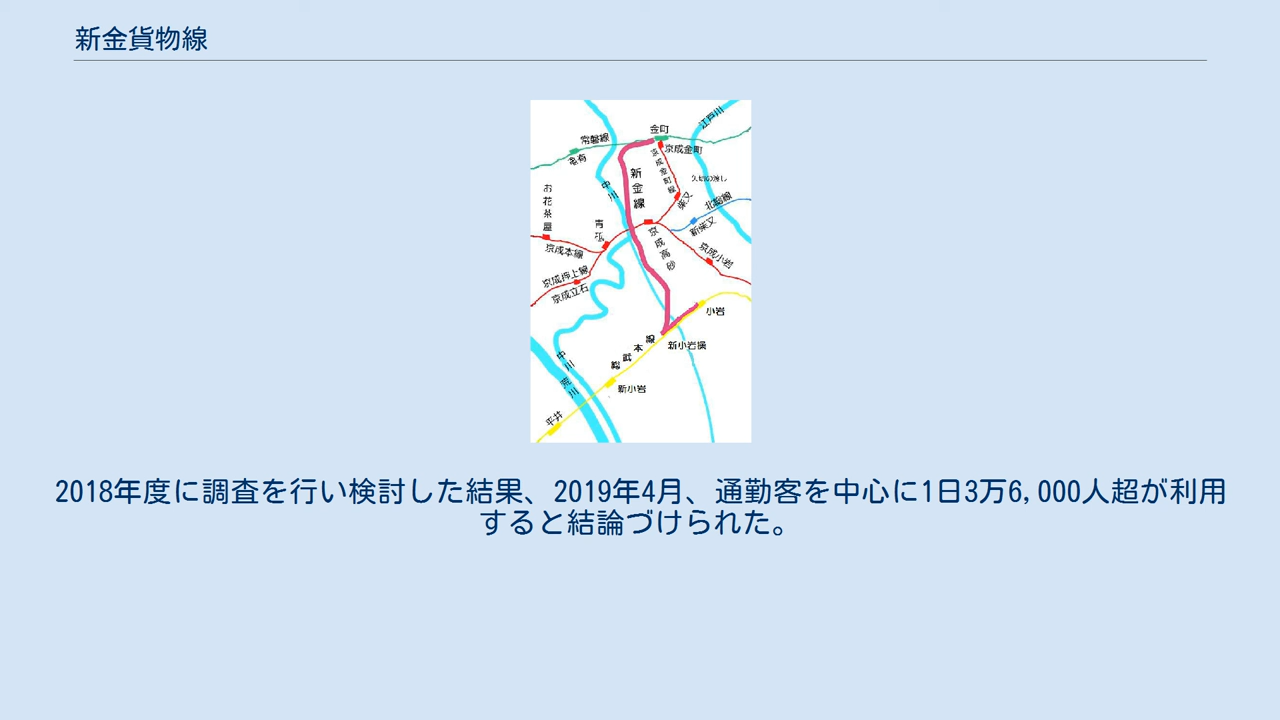 新金貨物線
金町
江戸川
常磐線
亀有
京成金町
京成金町線
新金線
中川
お花茶屋
青砥
柴又
北総線
新柴又
京成本線
京成高砂
京成小岩
京成押上線
京成立石
小岩
総武本線
新小岩操
中川
荒川
新小岩
平井
2018年度に調査を行い検討した結果、2019年4月、通勤客を中心に1日3万6,000人超が利用
すると結論づけられた。